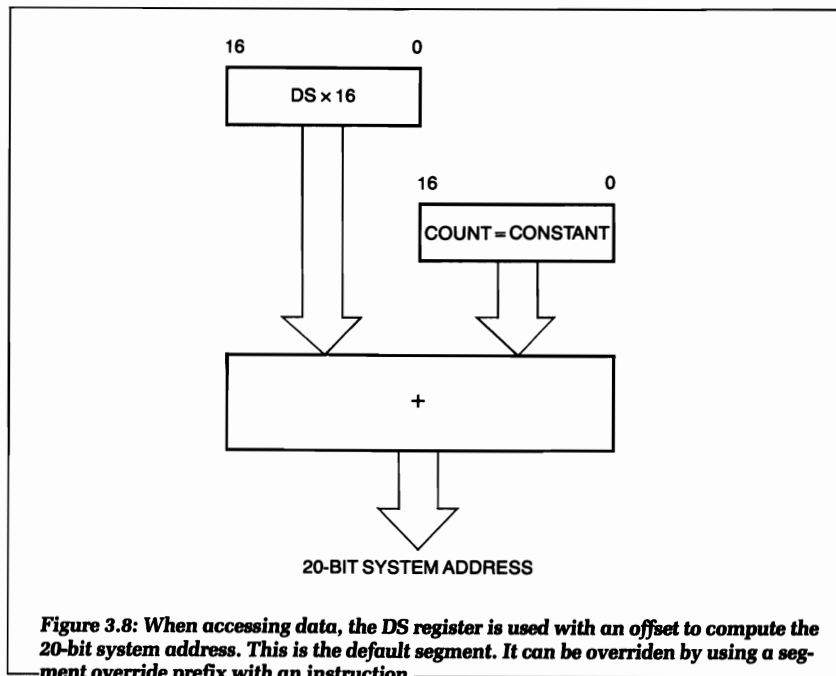 16 0
DS × 16
16 0
COUNT = CONSTANT
+
20-BIT SYSTEM ADDRESS
Figure 3.8: When accessing data, the DS register is used with an offset to compute the
20-bit system address. This is the default segment. It can be overriden by using a seg-
ment override prefix with an instruction